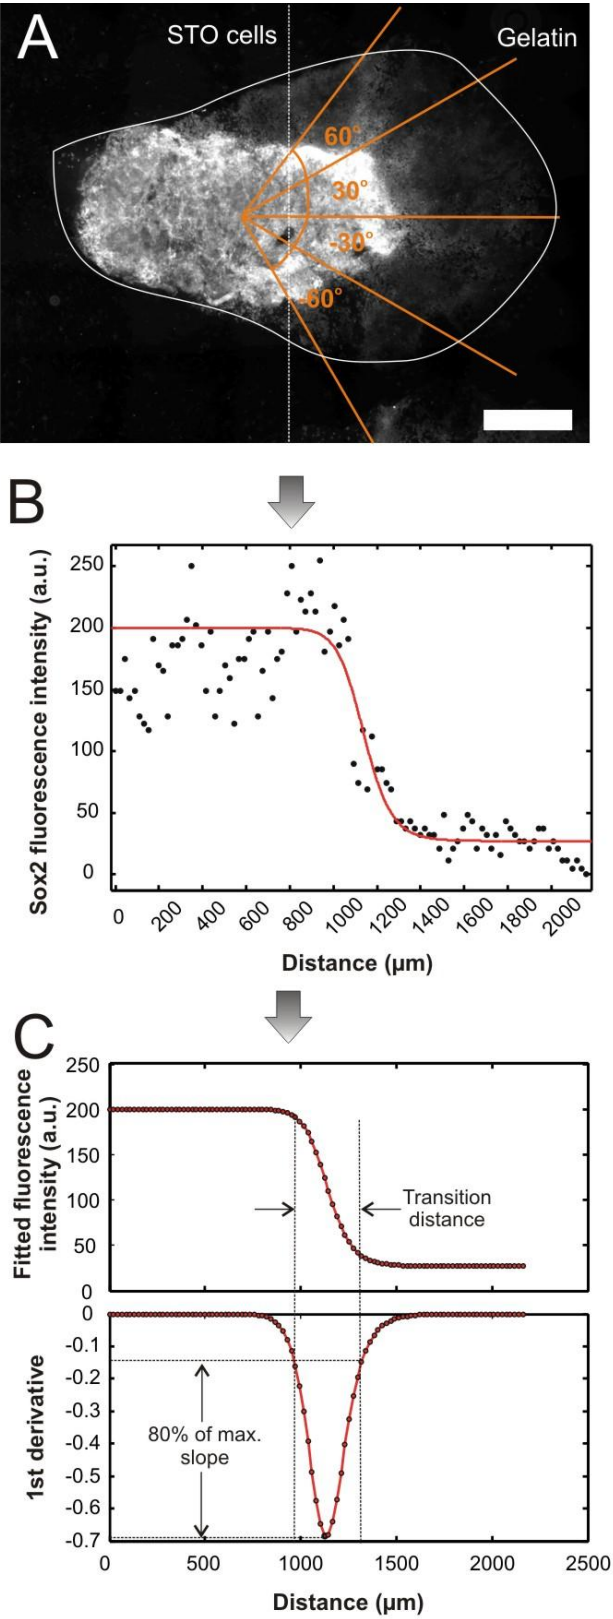 A
STO cells
Gelatin
60°
30°
-30°
-60°
B
Sox2 fluorescence intensity (a.u.)
250
200
150
100
50
0
0 200 400 600 800 1000 1200 1400 1600 1800 2000
Distance (µm)
C
Fitted fluorescence
intensity (a.u.)
250
200
150
100
50
0
Transition
distance
1st derivative
0
-0.1
-0.2
-0.3
-0.4
-0.5
-0.6
-0.7
80% of max.
slope
0 500 1000 1500 2000 2500
Distance (µm)